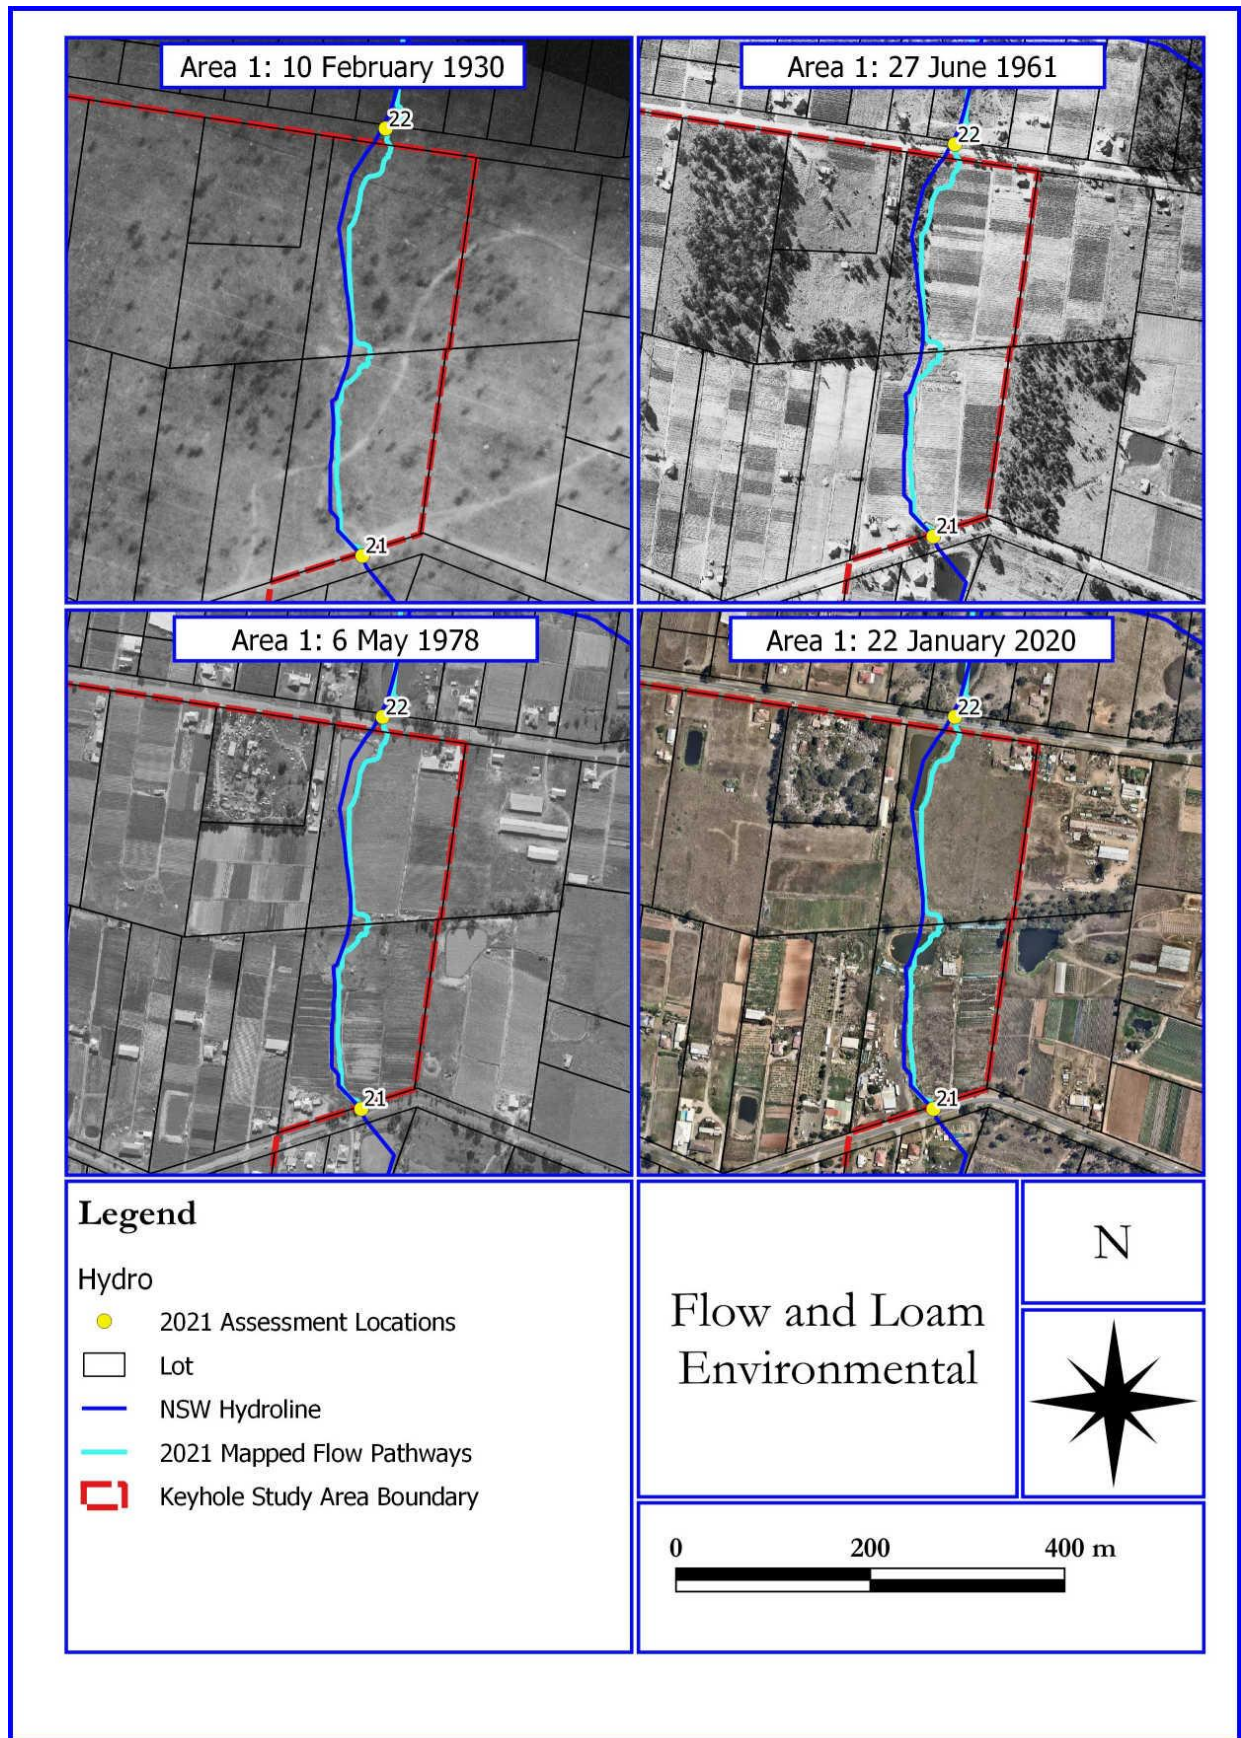 Area 1: 10 February 1930
22
21
Area 1: 27 June 1961
22
21
Area 1: 6 May 1978
22
21
Area 1: 22 January 2020
22
21
Legend
Hydro
2021 Assessment Locations
Lot
NSW Hydroline
2021 Mapped Flow Pathways
Keyhole Study Area Boundary
Flow and Loam
Environmental
N
0 200 400 m